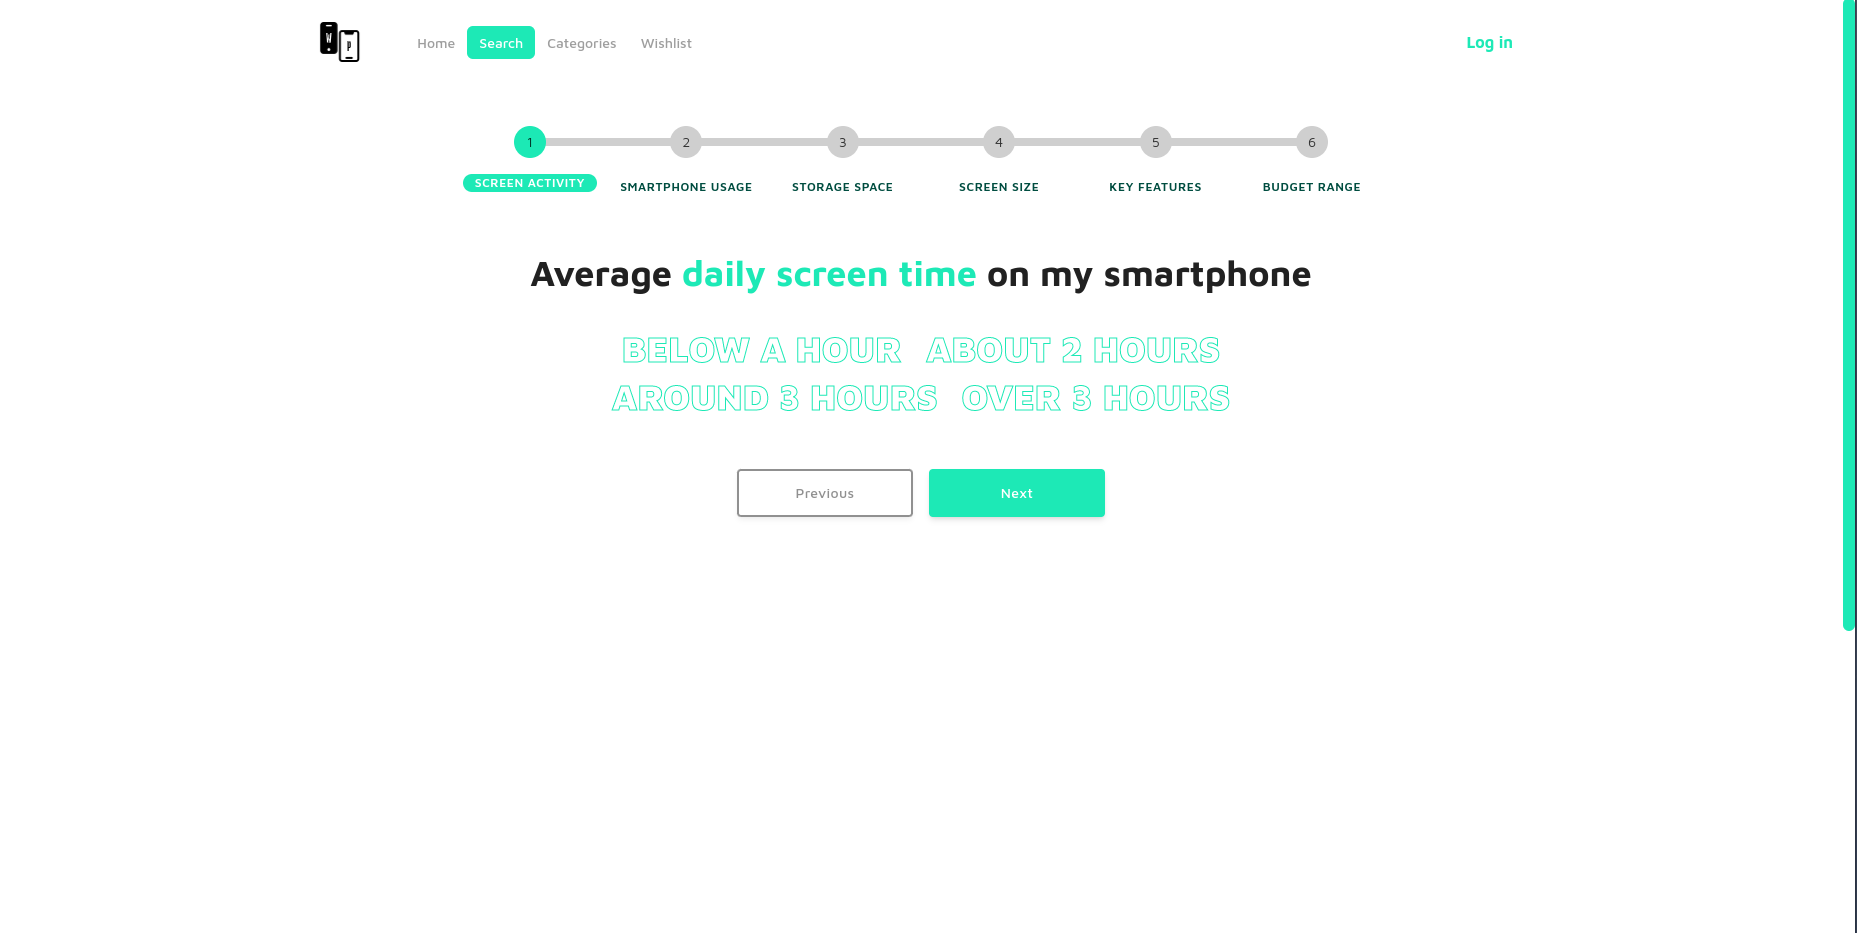 W p Home Search Categories Wishlist Log in
1 2 3 4 5 6
SCREEN ACTIVITY SMARTPHONE USAGE STORAGE SPACE SCREEN SIZE KEY FEATURES BUDGET RANGE
Average daily screen time on my smartphone
BELOW A HOUR ABOUT 2 HOURS
AROUND 3 HOURS OVER 3 HOURS
Previous Next